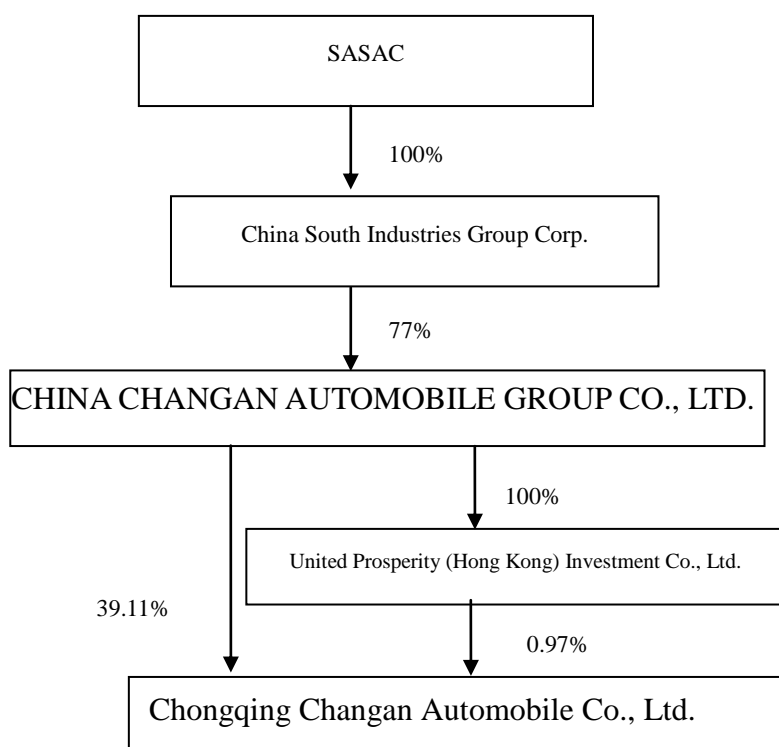 SASAC
100%
China South Industries Group Corp.
77%
CHINA CHANGAN AUTOMOBILE GROUP CO., LTD.
100%
United Prosperity (Hong Kong) Investment Co., Ltd.
39.11%
0.97%
Chongqing Changan Automobile Co., Ltd.